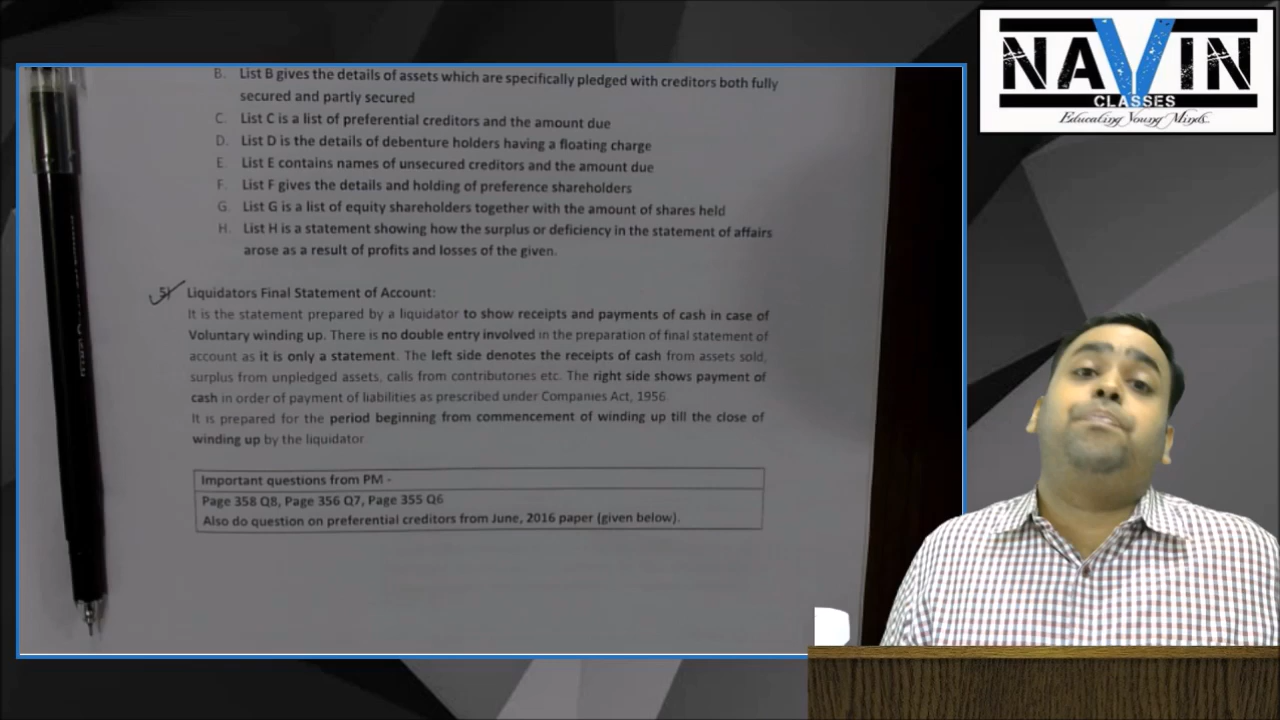 B. List B gives the details of assets which are specifically pledged with creditors both fully
secured and partly secured
C. List C is a list of preferential creditors and the amount due
D. List D is the details of debenture holders having a floating charge
E. List E contains names of unsecured creditors and the amount due
F. List F gives the details and holding of preference shareholders
G. List G is a list of equity shareholders together with the amount of shares held
H. List H is a statement showing how the surplus or deficiency in the statement of affairs
arose as a result of profits and losses of the given.
5) Liquidators Final Statement of Account:
It is the statement prepared by a liquidator to show receipts and payments of cash in case of
Voluntary winding up. There is no double entry involved in the preparation of final statement of
account as it is only a statement. The left side denotes the receipts of cash from assets sold,
surplus from unpledged assets, calls from contributories etc. The right side shows payment of
cash in order of payment of liabilities as prescribed under Companies Act, 1956.
It is prepared for the period beginning from commencement of winding up till the close of
winding up by the liquidator
Important questions from PM -
Page 358 Q8, Page 356 Q7, Page 355 Q6
Also do question on preferential creditors from June, 2016 paper (given below).
NAVIN
CLASSES
Educating Young Minds..